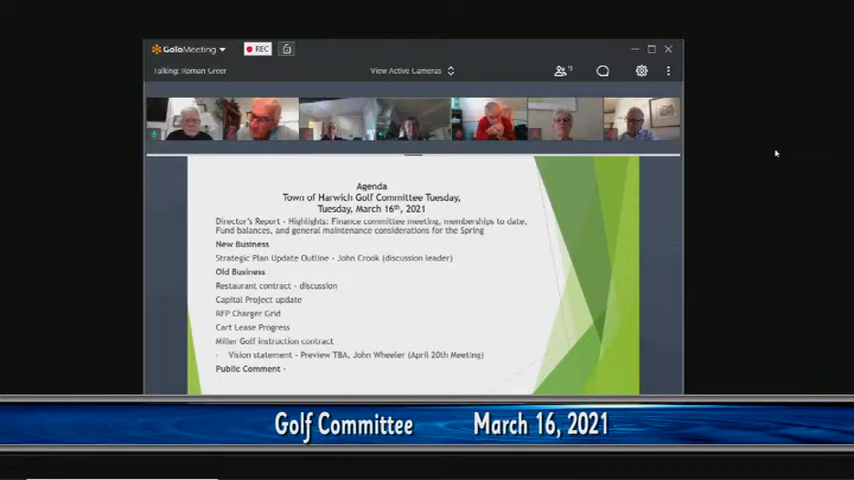 GoToMeeting
REC
Talking: Roman Greer
View Active Cameras
9
Agenda
Town of Harwich Golf Committee Tuesday,
Tuesday, March 16th, 2021
Director's Report - Highlights: Finance committee meeting, memberships to date,
Fund balances, and general maintenance considerations for the Spring
New Business
Strategic Plan Update Outline - John Crook (discussion leader)
Old Business
Restaurant contract - discussion
Capital Project update
RFP Charger Grid
Cart Lease Progress
Miller Golf instruction contract
- Vision statement - Preview TBA, John Wheeler (April 20th Meeting)
Public Comment -
Golf Committee March 16, 2021